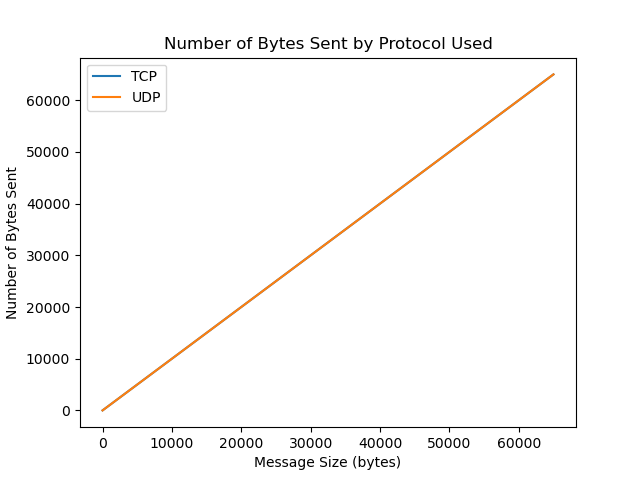 Number of Bytes Sent by Protocol Used
TCP
UDP
60000
50000
40000
30000
20000
10000
0
Number of Bytes Sent
0 10000 20000 30000 40000 50000 60000
Message Size (bytes)